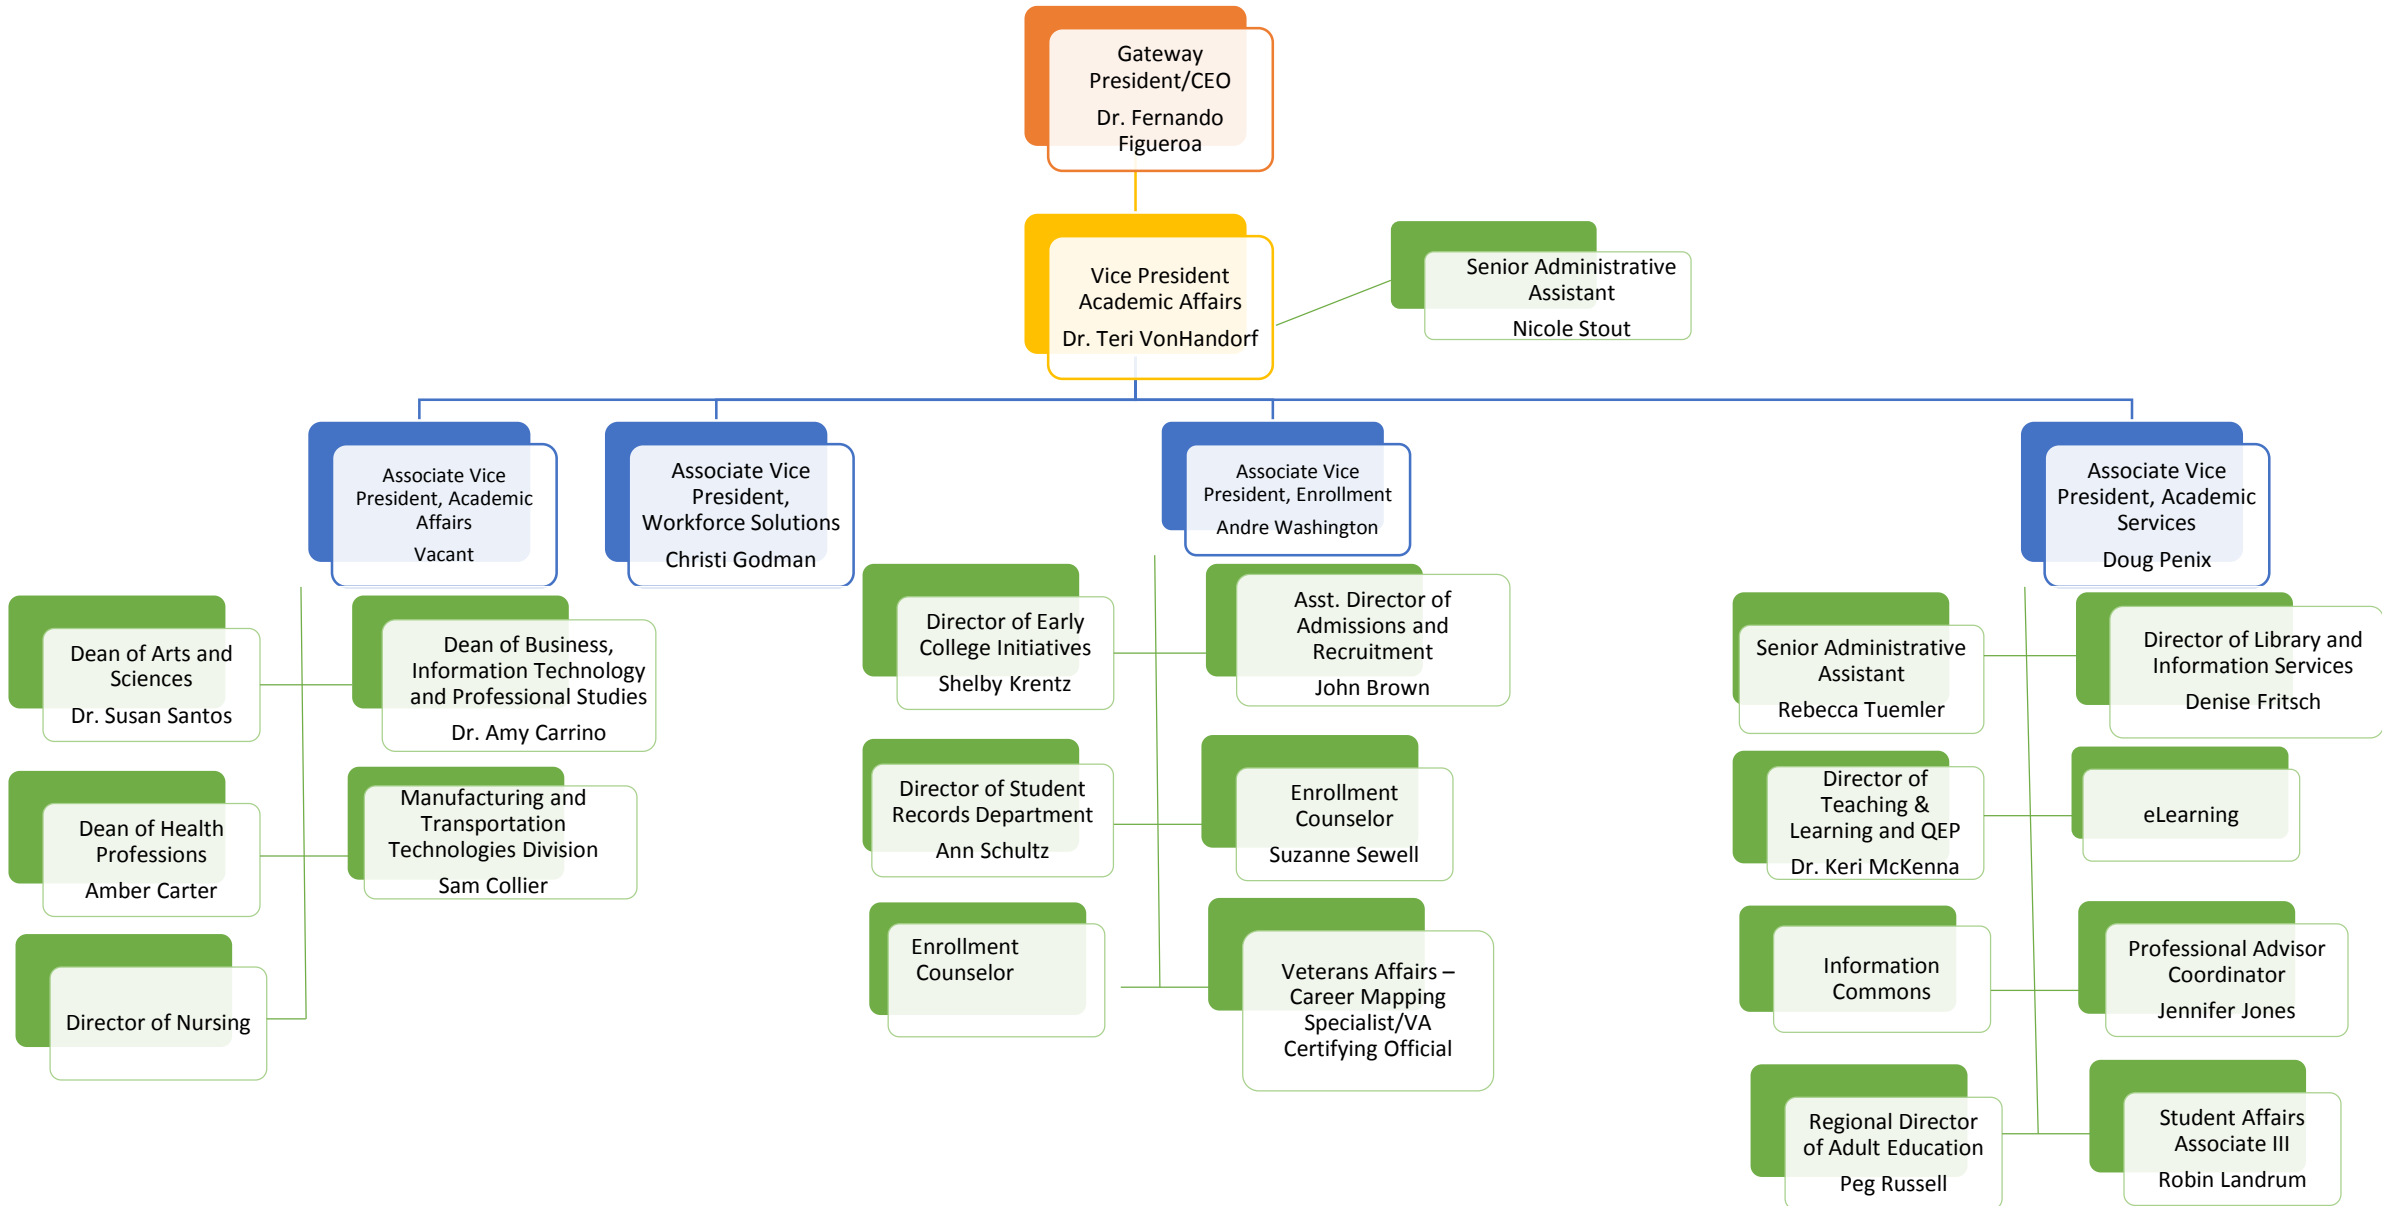 Gateway
President/CEO
Dr. Fernando
Figueroa
Vice President
Academic Affairs
Dr. Teri VonHandorf
Senior Administrative
Assistant
Nicole Stout
Associate Vice
President, Academic
Affairs
Vacant
Associate Vice
President,
Workforce Solutions
Christi Godman
Associate Vice
President, Enrollment
Andre Washington
Associate Vice
President, Academic
Services
Doug Penix
Dean of Arts and
Sciences
Dr. Susan Santos
Dean of Business,
Information Technology
and Professional Studies
Dr. Amy Carrino
Dean of Health
Professions
Amber Carter
Manufacturing and
Transportation
Technologies Division
Sam Collier
Director of Nursing
Director of Early
College Initiatives
Shelby Krentz
Asst. Director of
Admissions and
Recruitment
John Brown
Director of Student
Records Department
Ann Schultz
Enrollment
Counselor
Suzanne Sewell
Enrollment
Counselor
Veterans Affairs –
Career Mapping
Specialist/VA
Certifying Official
Senior Administrative
Assistant
Rebecca Tuemler
Director of Library and
Information Services
Denise Fritsch
Director of
Teaching &
Learning and QEP
Dr. Keri McKenna
eLearning
Information
Commons
Professional Advisor
Coordinator
Jennifer Jones
Regional Director
of Adult Education
Peg Russell
Student Affairs
Associate III
Robin Landrum